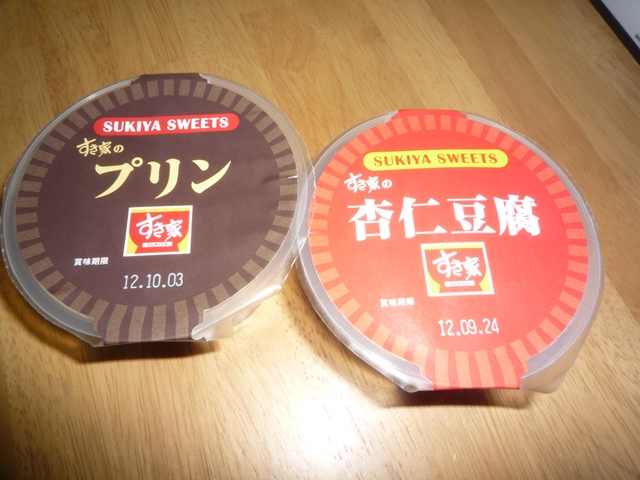 SUKIYA SWEETS
すき家の
プリン
すき家
SUKIYA
賞味期限
12.10.03
SUKIYA SWEETS
すき家の
杏仁豆腐
すき家
SUKIYA
賞味期限
12.09.24